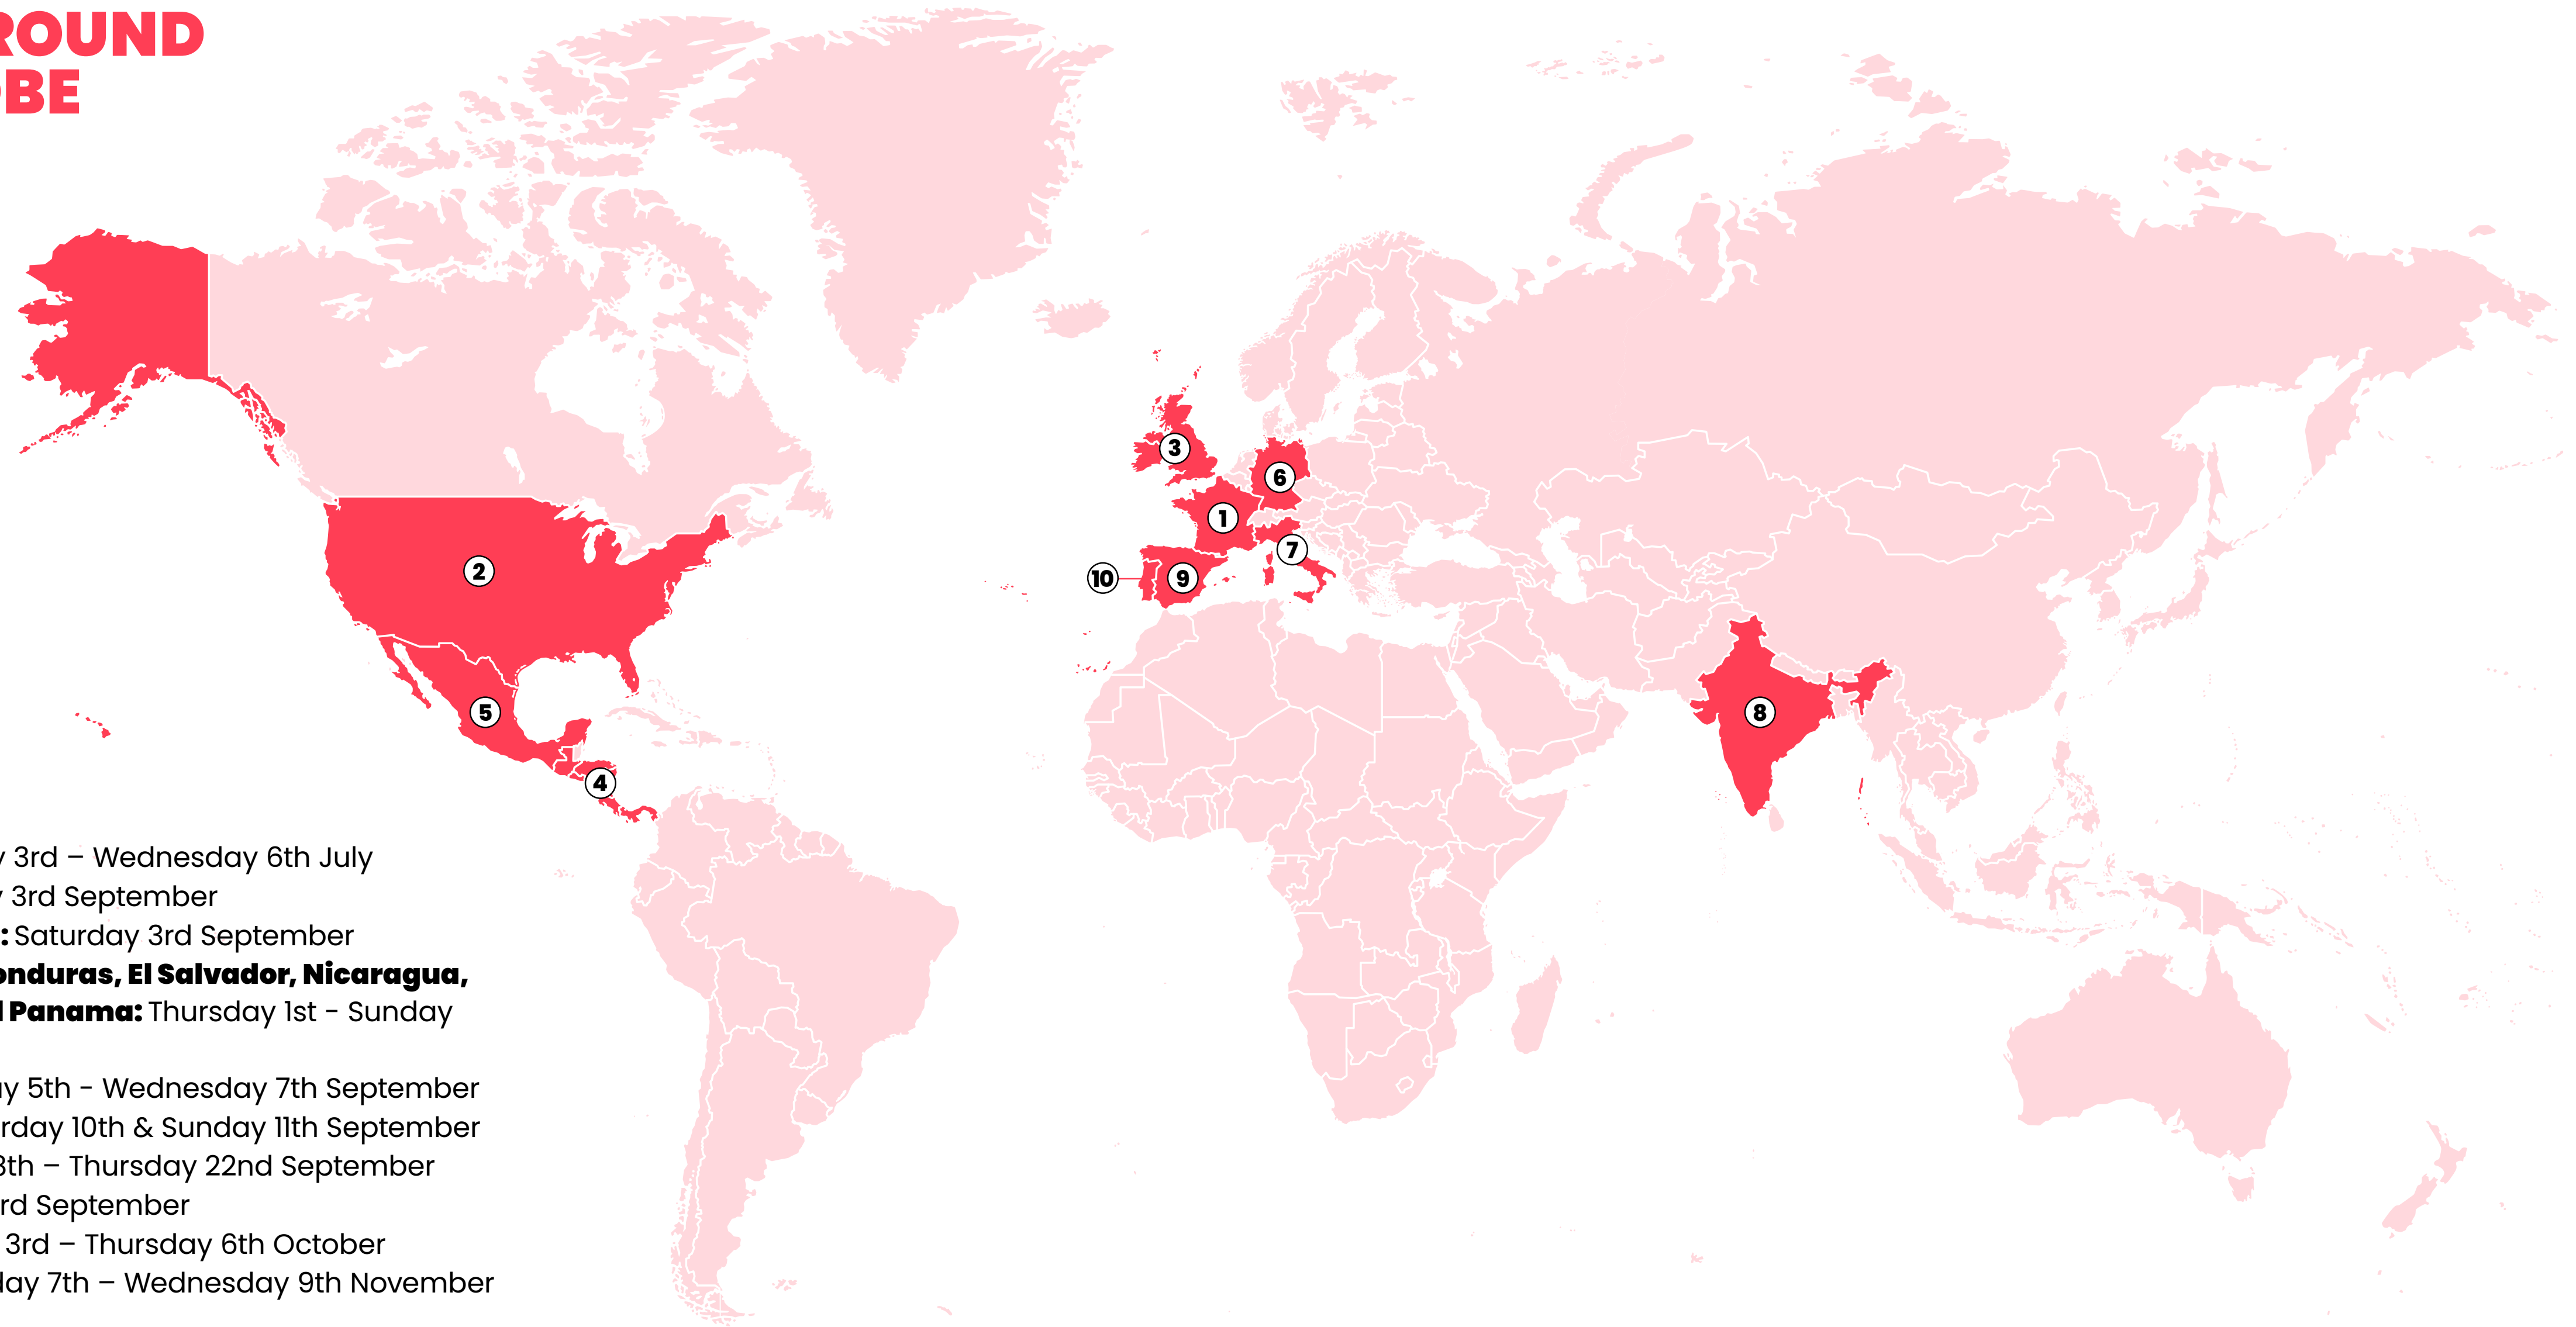 ROUND
BE
3
6
1
7
2
10
9
5
8
4
3rd – Wednesday 6th July
3rd September
: Saturday 3rd September
onduras, El Salvador, Nicaragua,
Panama: Thursday 1st - Sunday
ay 5th - Wednesday 7th September
rday 10th & Sunday 11th September
8th – Thursday 22nd September
rd September
3rd – Thursday 6th October
day 7th – Wednesday 9th November